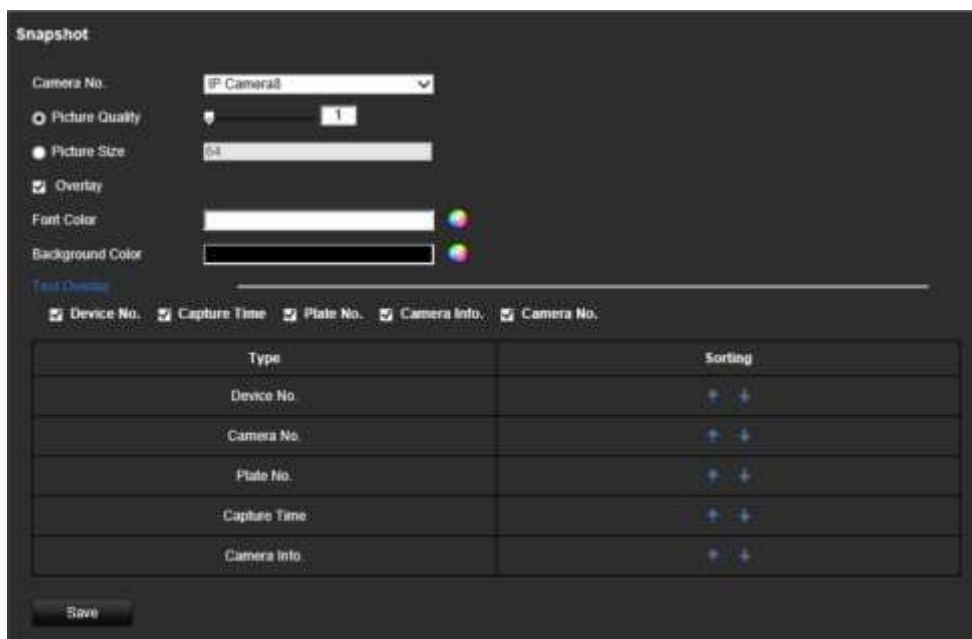 Snapshot
Camera No. IP Camera8
Picture Quality 1
Picture Size 64
Overlay
Font Color
Background Color
Text Overlay
Device No. Capture Time Plate No. Camera Info. Camera No.
Type Sorting
Device No.
Camera No.
Plate No.
Capture Time
Camera Info.
Save